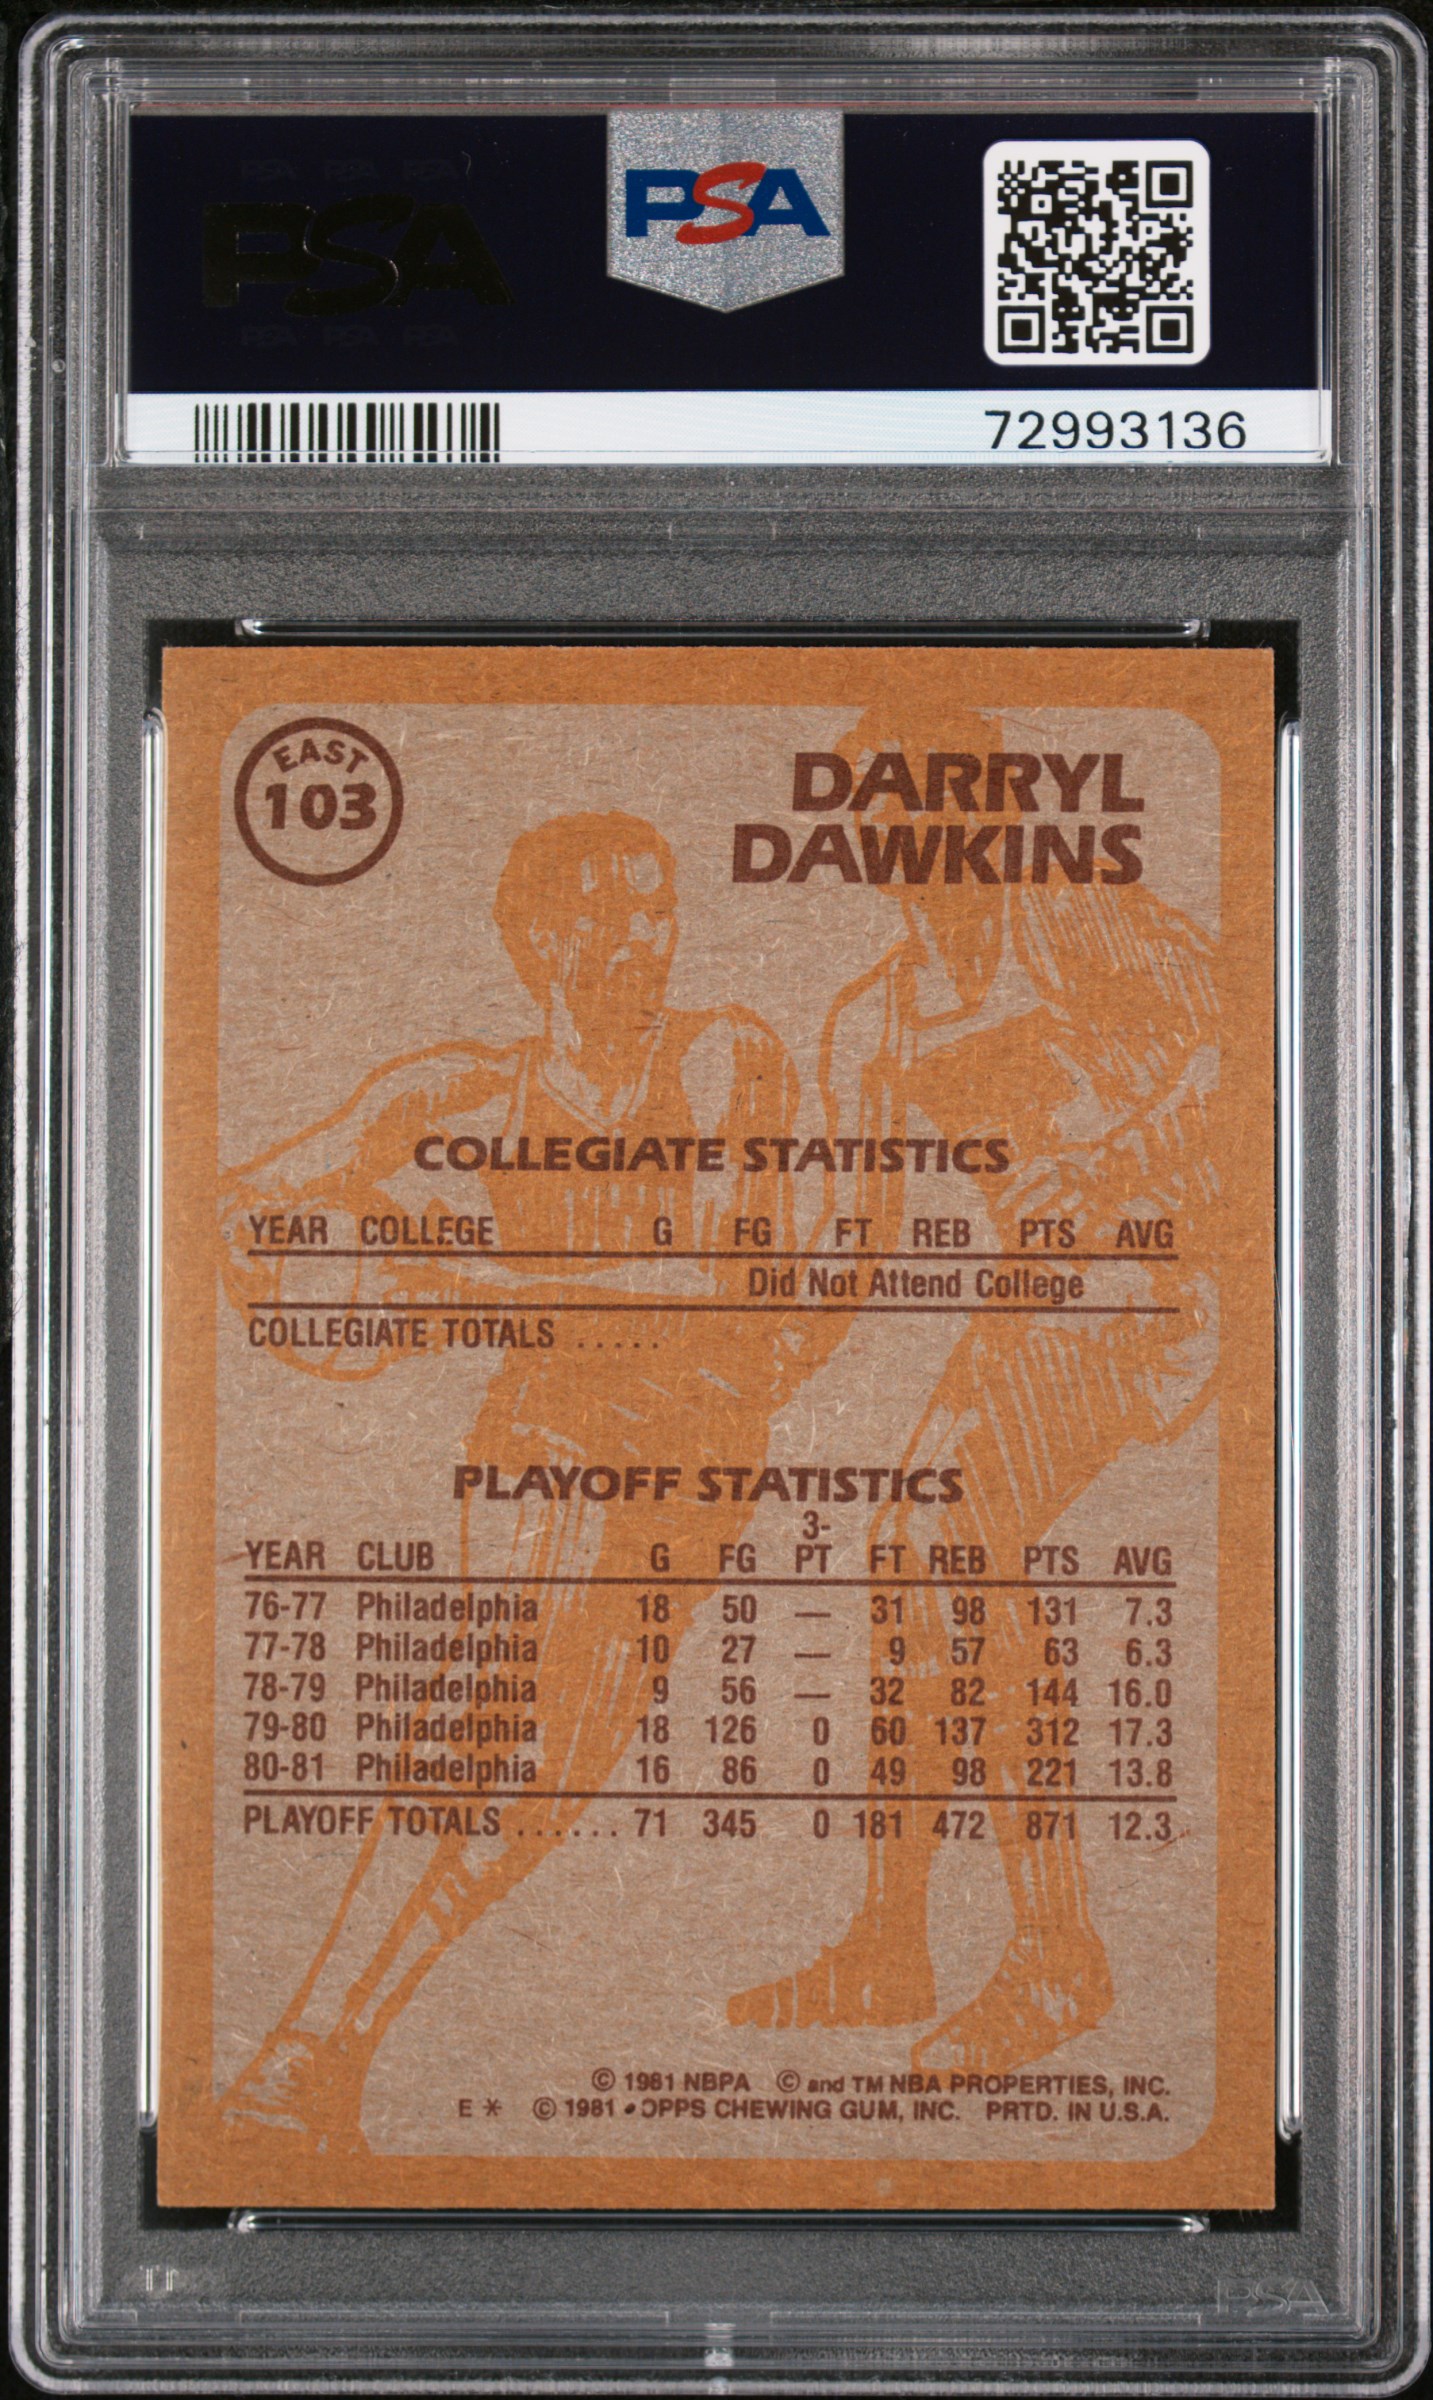 PSA
PSA
72993136
EAST
103
DARRYL
DAWKINS
COLLEGIATE STATISTICS
YEAR COLLEGE G FG FT REB PTS AVG
Did Not Attend College
COLLEGIATE TOTALS .....
PLAYOFF STATISTICS
YEAR CLUB G FG 3-PT FT REB PTS AVG
76-77 Philadelphia 18 50 — 31 98 131 7.3
77-78 Philadelphia 10 27 — 9 57 63 6.3
78-79 Philadelphia 9 56 — 32 82 144 16.0
79-80 Philadelphia 18 126 0 60 137 312 17.3
80-81 Philadelphia 16 86 0 49 98 221 13.8
PLAYOFF TOTALS ...... 71 345 0 181 472 871 12.3
© 1981 NBPA © and TM NBA PROPERTIES, INC.
E * © 1981 OPPS CHEWING GUM, INC. PRTD. IN U.S.A.
PSA